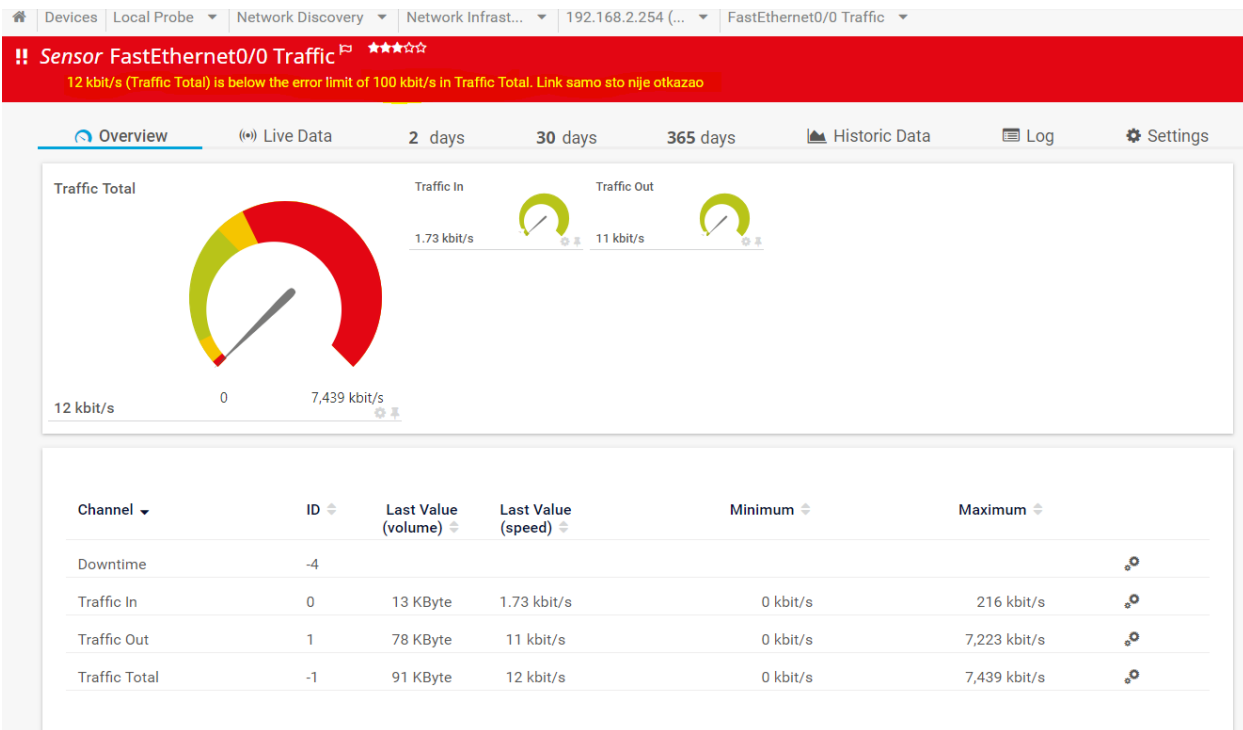 Devices Local Probe Network Discovery Network Infrast... 192.168.2.254 (... FastEthernet0/0 Traffic
!! Sensor FastEthernet0/0 Traffic
12 kbit/s (Traffic Total) is below the error limit of 100 kbit/s in Traffic Total. Link samo sto nije otkazao
Overview Live Data 2 days 30 days 365 days Historic Data Log Settings
Traffic Total
Traffic In
Traffic Out
1.73 kbit/s
11 kbit/s
0 7,439 kbit/s
12 kbit/s
Channel ID Last Value Last Value Minimum Maximum
(volume) (speed)
Downtime -4
Traffic In 0 13 KByte 1.73 kbit/s 0 kbit/s 216 kbit/s
Traffic Out 1 78 KByte 11 kbit/s 0 kbit/s 7,223 kbit/s
Traffic Total -1 91 KByte 12 kbit/s 0 kbit/s 7,439 kbit/s